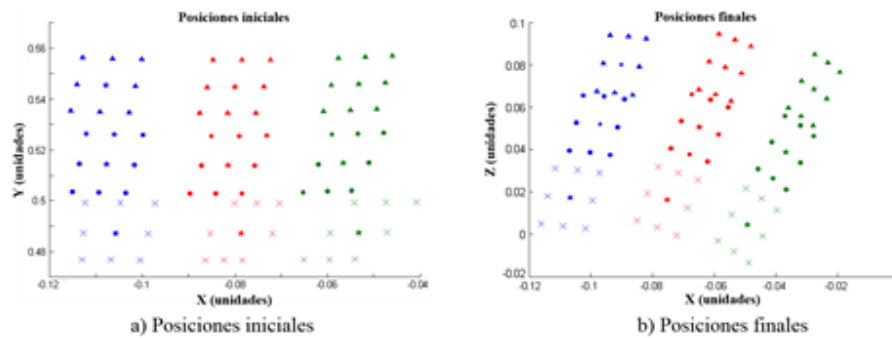 Posiciones iniciales
Y (unidades)
0.56
0.54
0.52
0.5
0.48
-0.12
-0.1
-0.08
-0.06
-0.04
X (unidades)
a) Posiciones iniciales
Posiciones finales
Z (unidades)
0.1
0.08
0.06
0.04
0.02
0
-0.02
-0.12
-0.1
-0.08
-0.06
-0.04
-0.02
X (unidades)
b) Posiciones finales